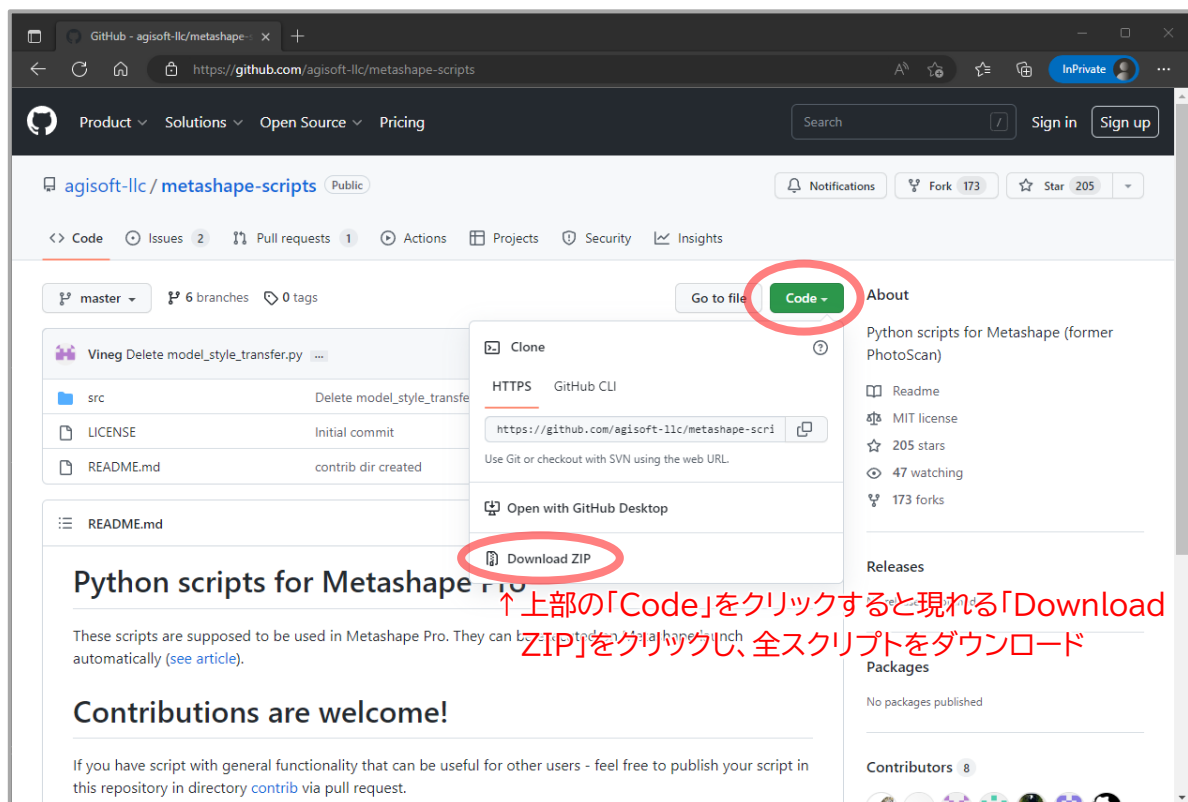 GitHub - agisoft-llc/metashape-s
https://github.com/agisoft-llc/metashape-scripts
InPrivate
Product
Solutions
Open Source
Pricing
Search
/
Sign in
Sign up
agisoft-llc / metashape-scripts
Public
Notifications
Fork 173
Star 205
Code
Issues 2
Pull requests 1
Actions
Projects
Security
Insights
master
6 branches
0 tags
Go to file
Code
Vineg Delete model_style_transfer.py ...
src
Delete model_style_transfe
LICENSE
Initial commit
README.md
contrib dir created
Clone
HTTPS
GitHub CLI
https://github.com/agisoft-llc/metashape-scri
Use Git or checkout with SVN using the web URL.
Open with GitHub Desktop
Download ZIP
↑上部の「Code」をクリックすると現れる「Download
ZIP」をクリックし、全スクリプトをダウンロード
README.md
Python scripts for Metashape Pro
These scripts are supposed to be used in Metashape Pro. They can be launch
automatically (see article).
Contributions are welcome!
If you have script with general functionality that can be useful for other users - feel free to publish your script in
this repository in directory contrib via pull request.
About
Python scripts for Metashape (former
PhotoScan)
Readme
MIT license
205 stars
47 watching
173 forks
Releases
Packages
No packages published
Contributors 8